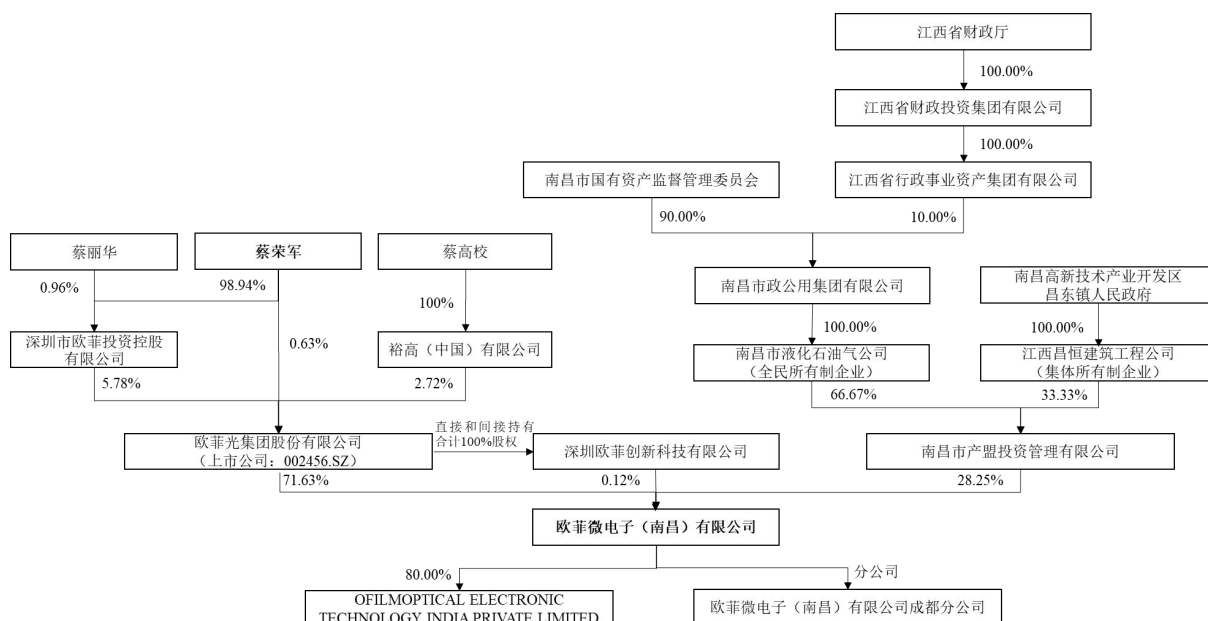 江西省财政厅
100.00%
江西省财政投资集团有限公司
100.00%
南昌市国有资产监督管理委员会
江西省行政事业资产集团有限公司
90.00%
10.00%
蔡丽华
蔡荣军
蔡高校
南昌市政公用集团有限公司
南昌高新技术产业开发区
昌东镇人民政府
0.96%
98.94%
100%
100.00%
100.00%
深圳市欧菲投资控股
有限公司
0.63%
裕高（中国）有限公司
南昌市液化石油气公司
（全民所有制企业）
江西昌恒建筑工程公司
（集体所有制企业）
5.78%
2.72%
66.67%
33.33%
欧菲光集团股份有限公司
（上市公司：002456.SZ）
直接和间接持有
合计100%股权
深圳欧菲创新科技有限公司
南昌市产盟投资管理有限公司
71.63%
0.12%
28.25%
欧菲微电子（南昌）有限公司
80.00%
分公司
OFILMOPTICAL ELECTRONIC
TECHNOLOGY INDIA PRIVATE LIMITED
欧菲微电子（南昌）有限公司成都分公司